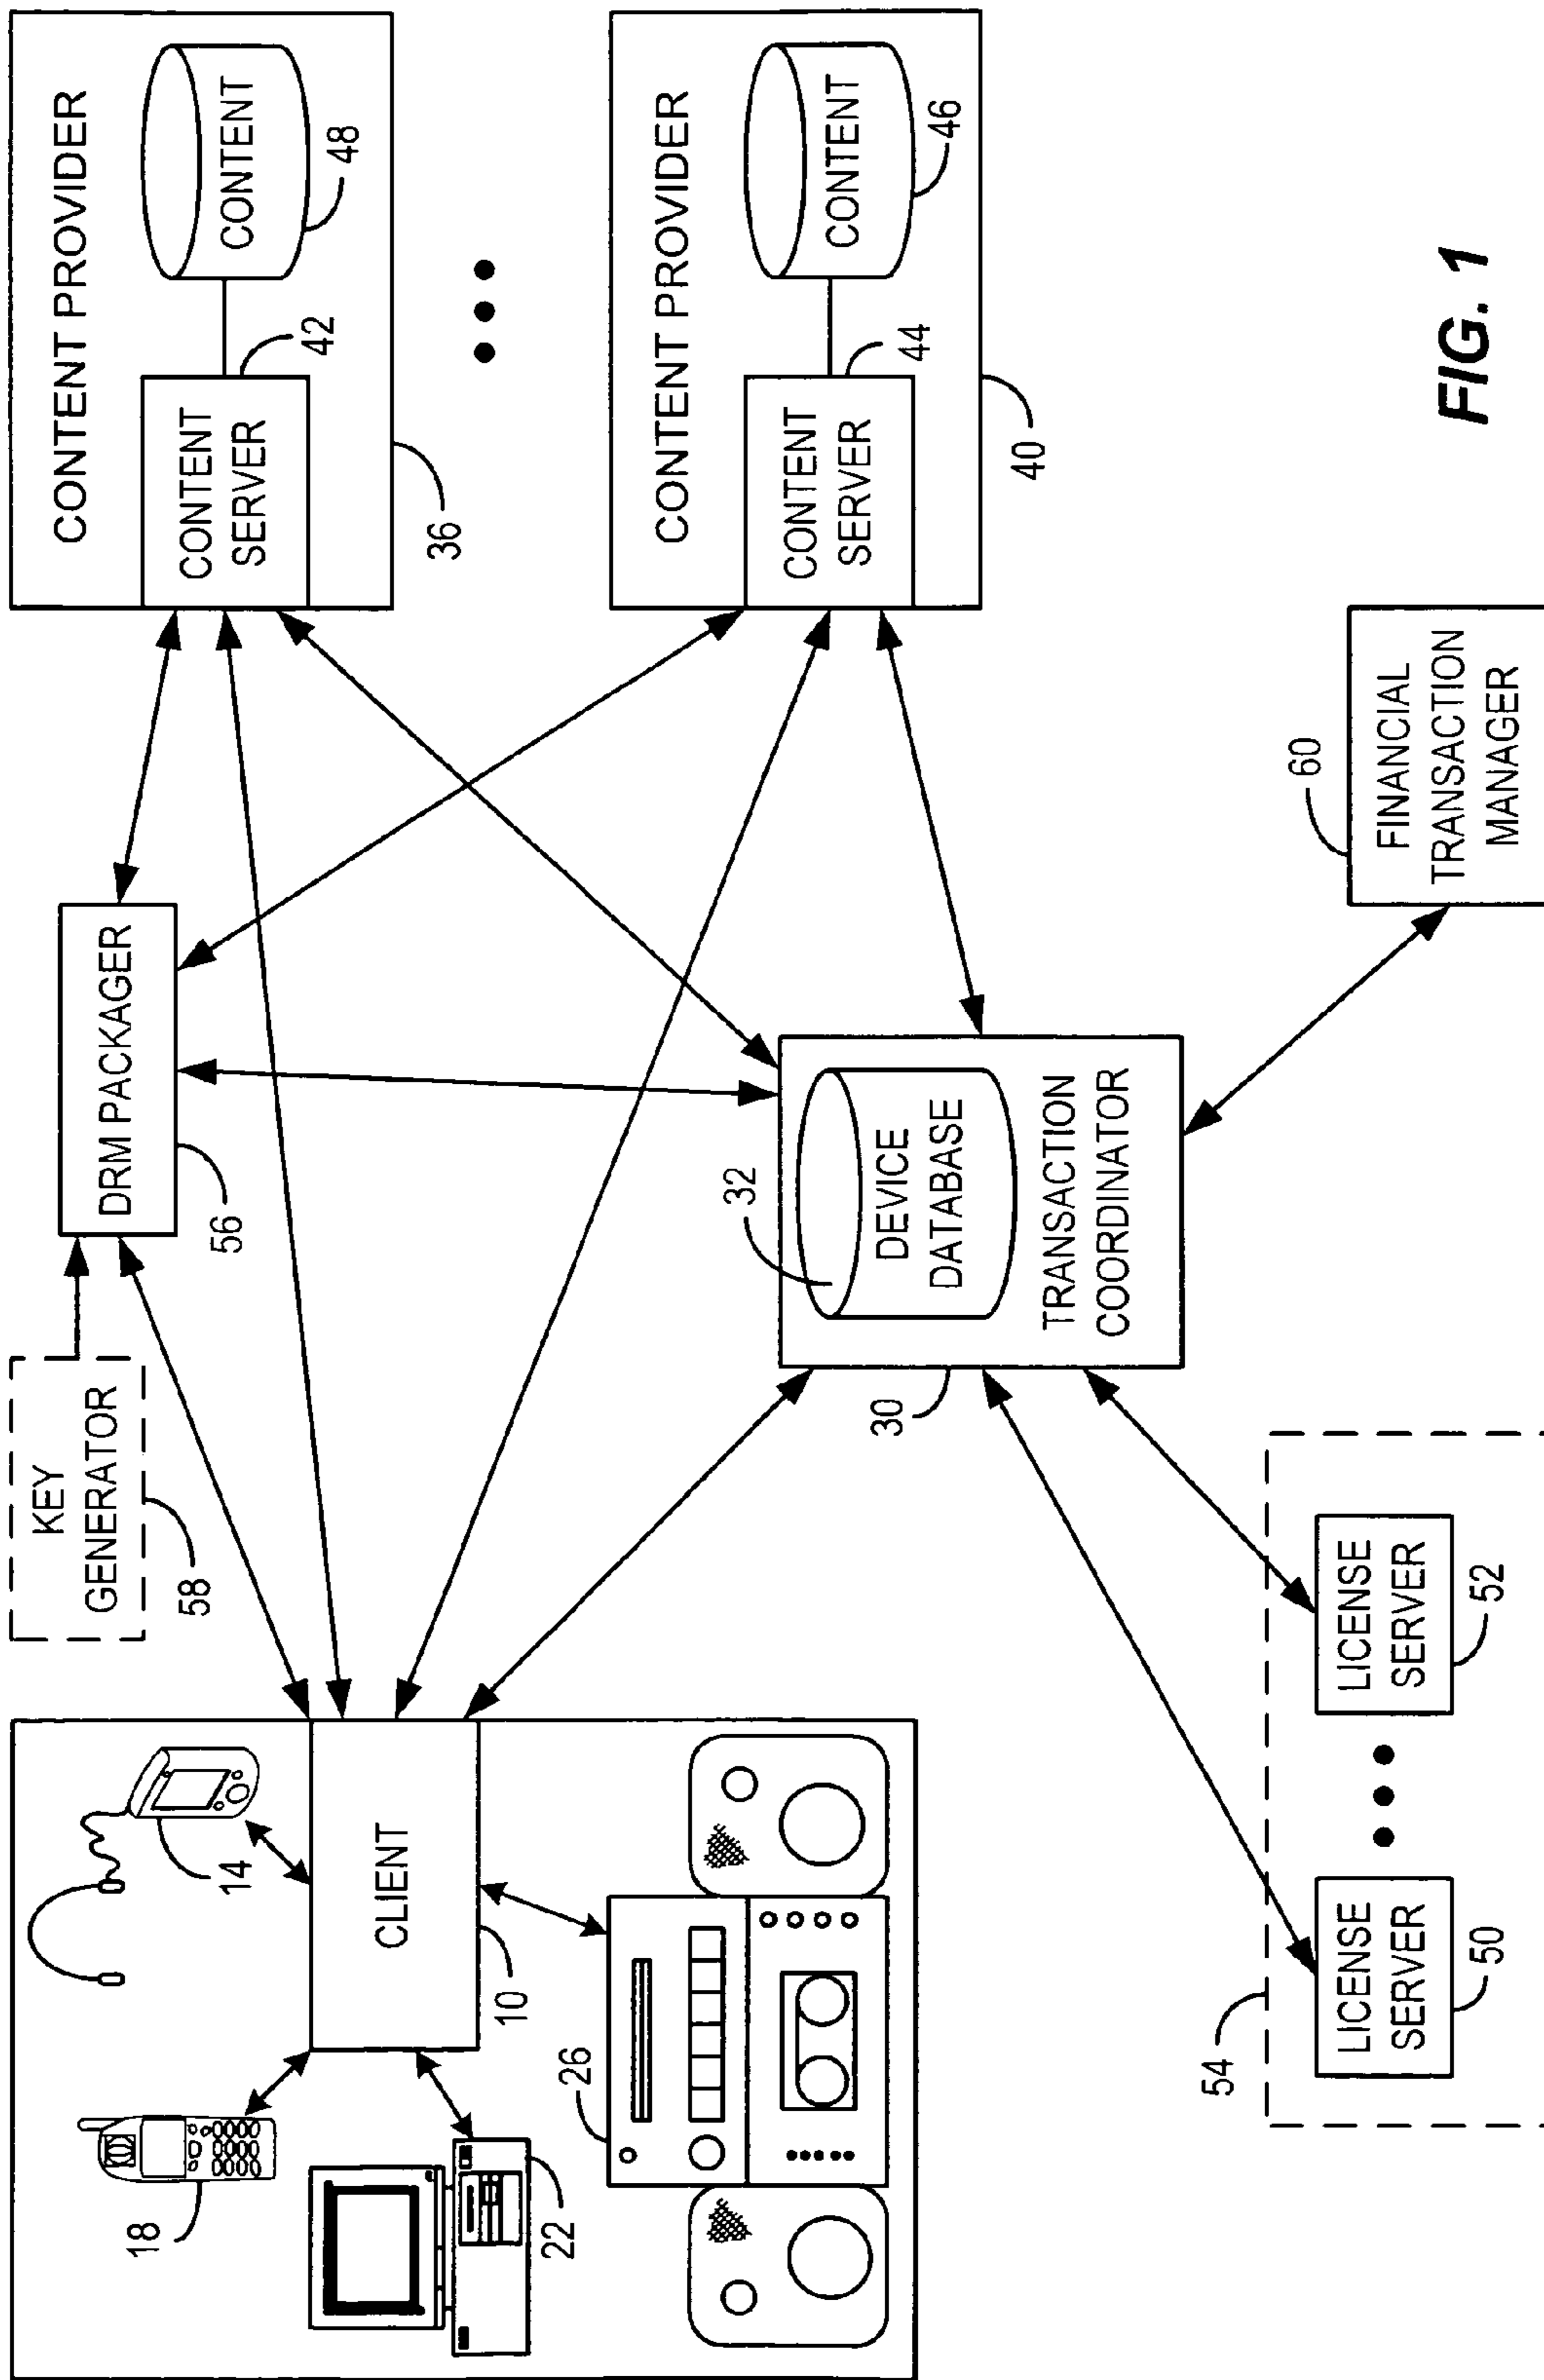 CONTENT PROVIDER
CONTENT
SERVER
42
CONTENT
48
36
CONTENT PROVIDER
CONTENT
SERVER
44
CONTENT
46
40
KEY
GENERATOR
58
DRM PACKAGER
56
18
14
CLIENT
10
22
26
32
DEVICE
DATABASE
TRANSACTION
COORDINATOR
30
54
LICENSE
SERVER
50
LICENSE
SERVER
52
60
FINANCIAL
TRANSACTION
MANAGER
FIG. 1